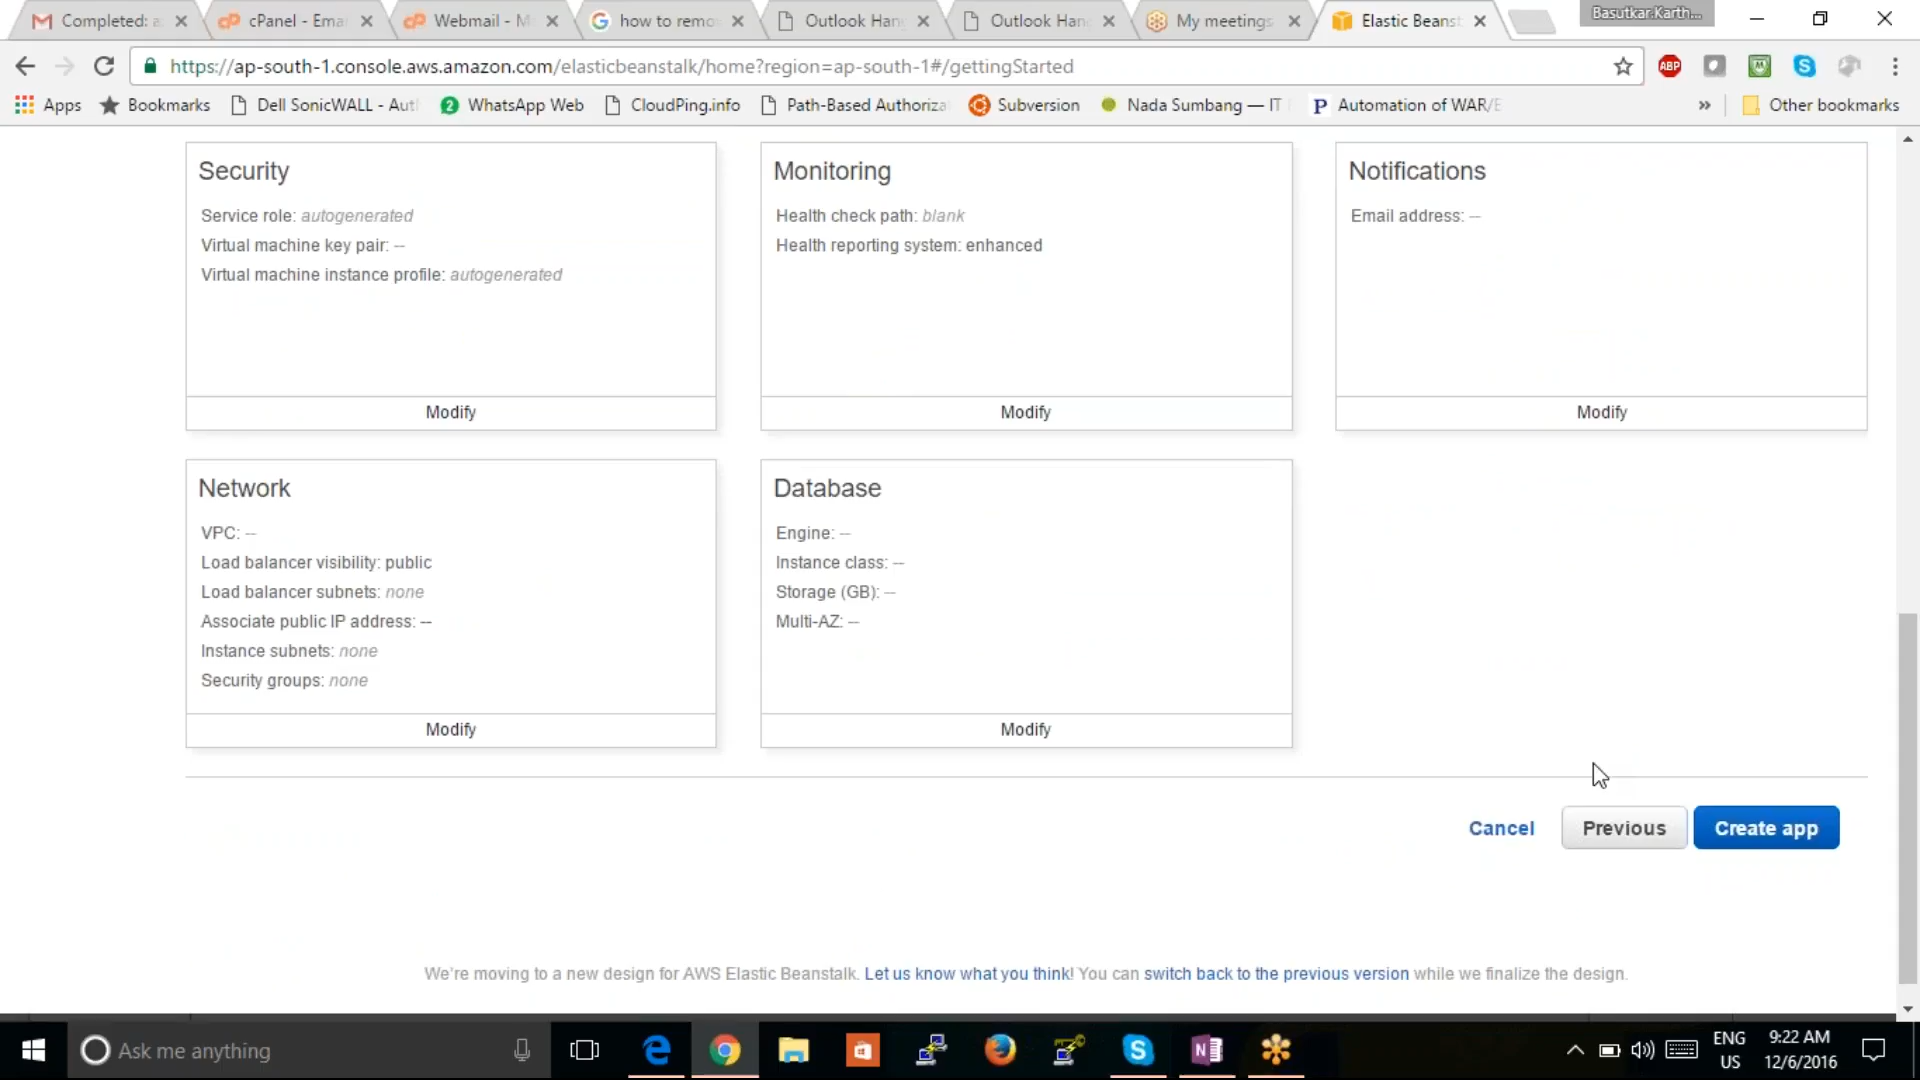 Completed: a
cPanel - Emai
Webmail - M
how to remo
Outlook Hang
Outlook Hang
My meetings
Elastic Beanst
Basutkar.Karth...
https://ap-south-1.console.aws.amazon.com/elasticbeanstalk/home?region=ap-south-1#/gettingStarted
ABP
Apps
Bookmarks
Dell SonicWALL - Aut
2 WhatsApp Web
CloudPing.info
Path-Based Authoriza
Subversion
Nada Sumbang — IT
P Automation of WAR/E
»
Other bookmarks
Security
Service role: autogenerated
Virtual machine key pair: --
Virtual machine instance profile: autogenerated
Modify
Monitoring
Health check path: blank
Health reporting system: enhanced
Modify
Notifications
Email address: --
Modify
Network
VPC: --
Load balancer visibility: public
Load balancer subnets: none
Associate public IP address: --
Instance subnets: none
Security groups: none
Modify
Database
Engine: --
Instance class: --
Storage (GB): --
Multi-AZ: --
Modify
Cancel
Previous
Create app
We're moving to a new design for AWS Elastic Beanstalk. Let us know what you think! You can switch back to the previous version while we finalize the design.
Ask me anything
ENG
US
9:22 AM
12/6/2016